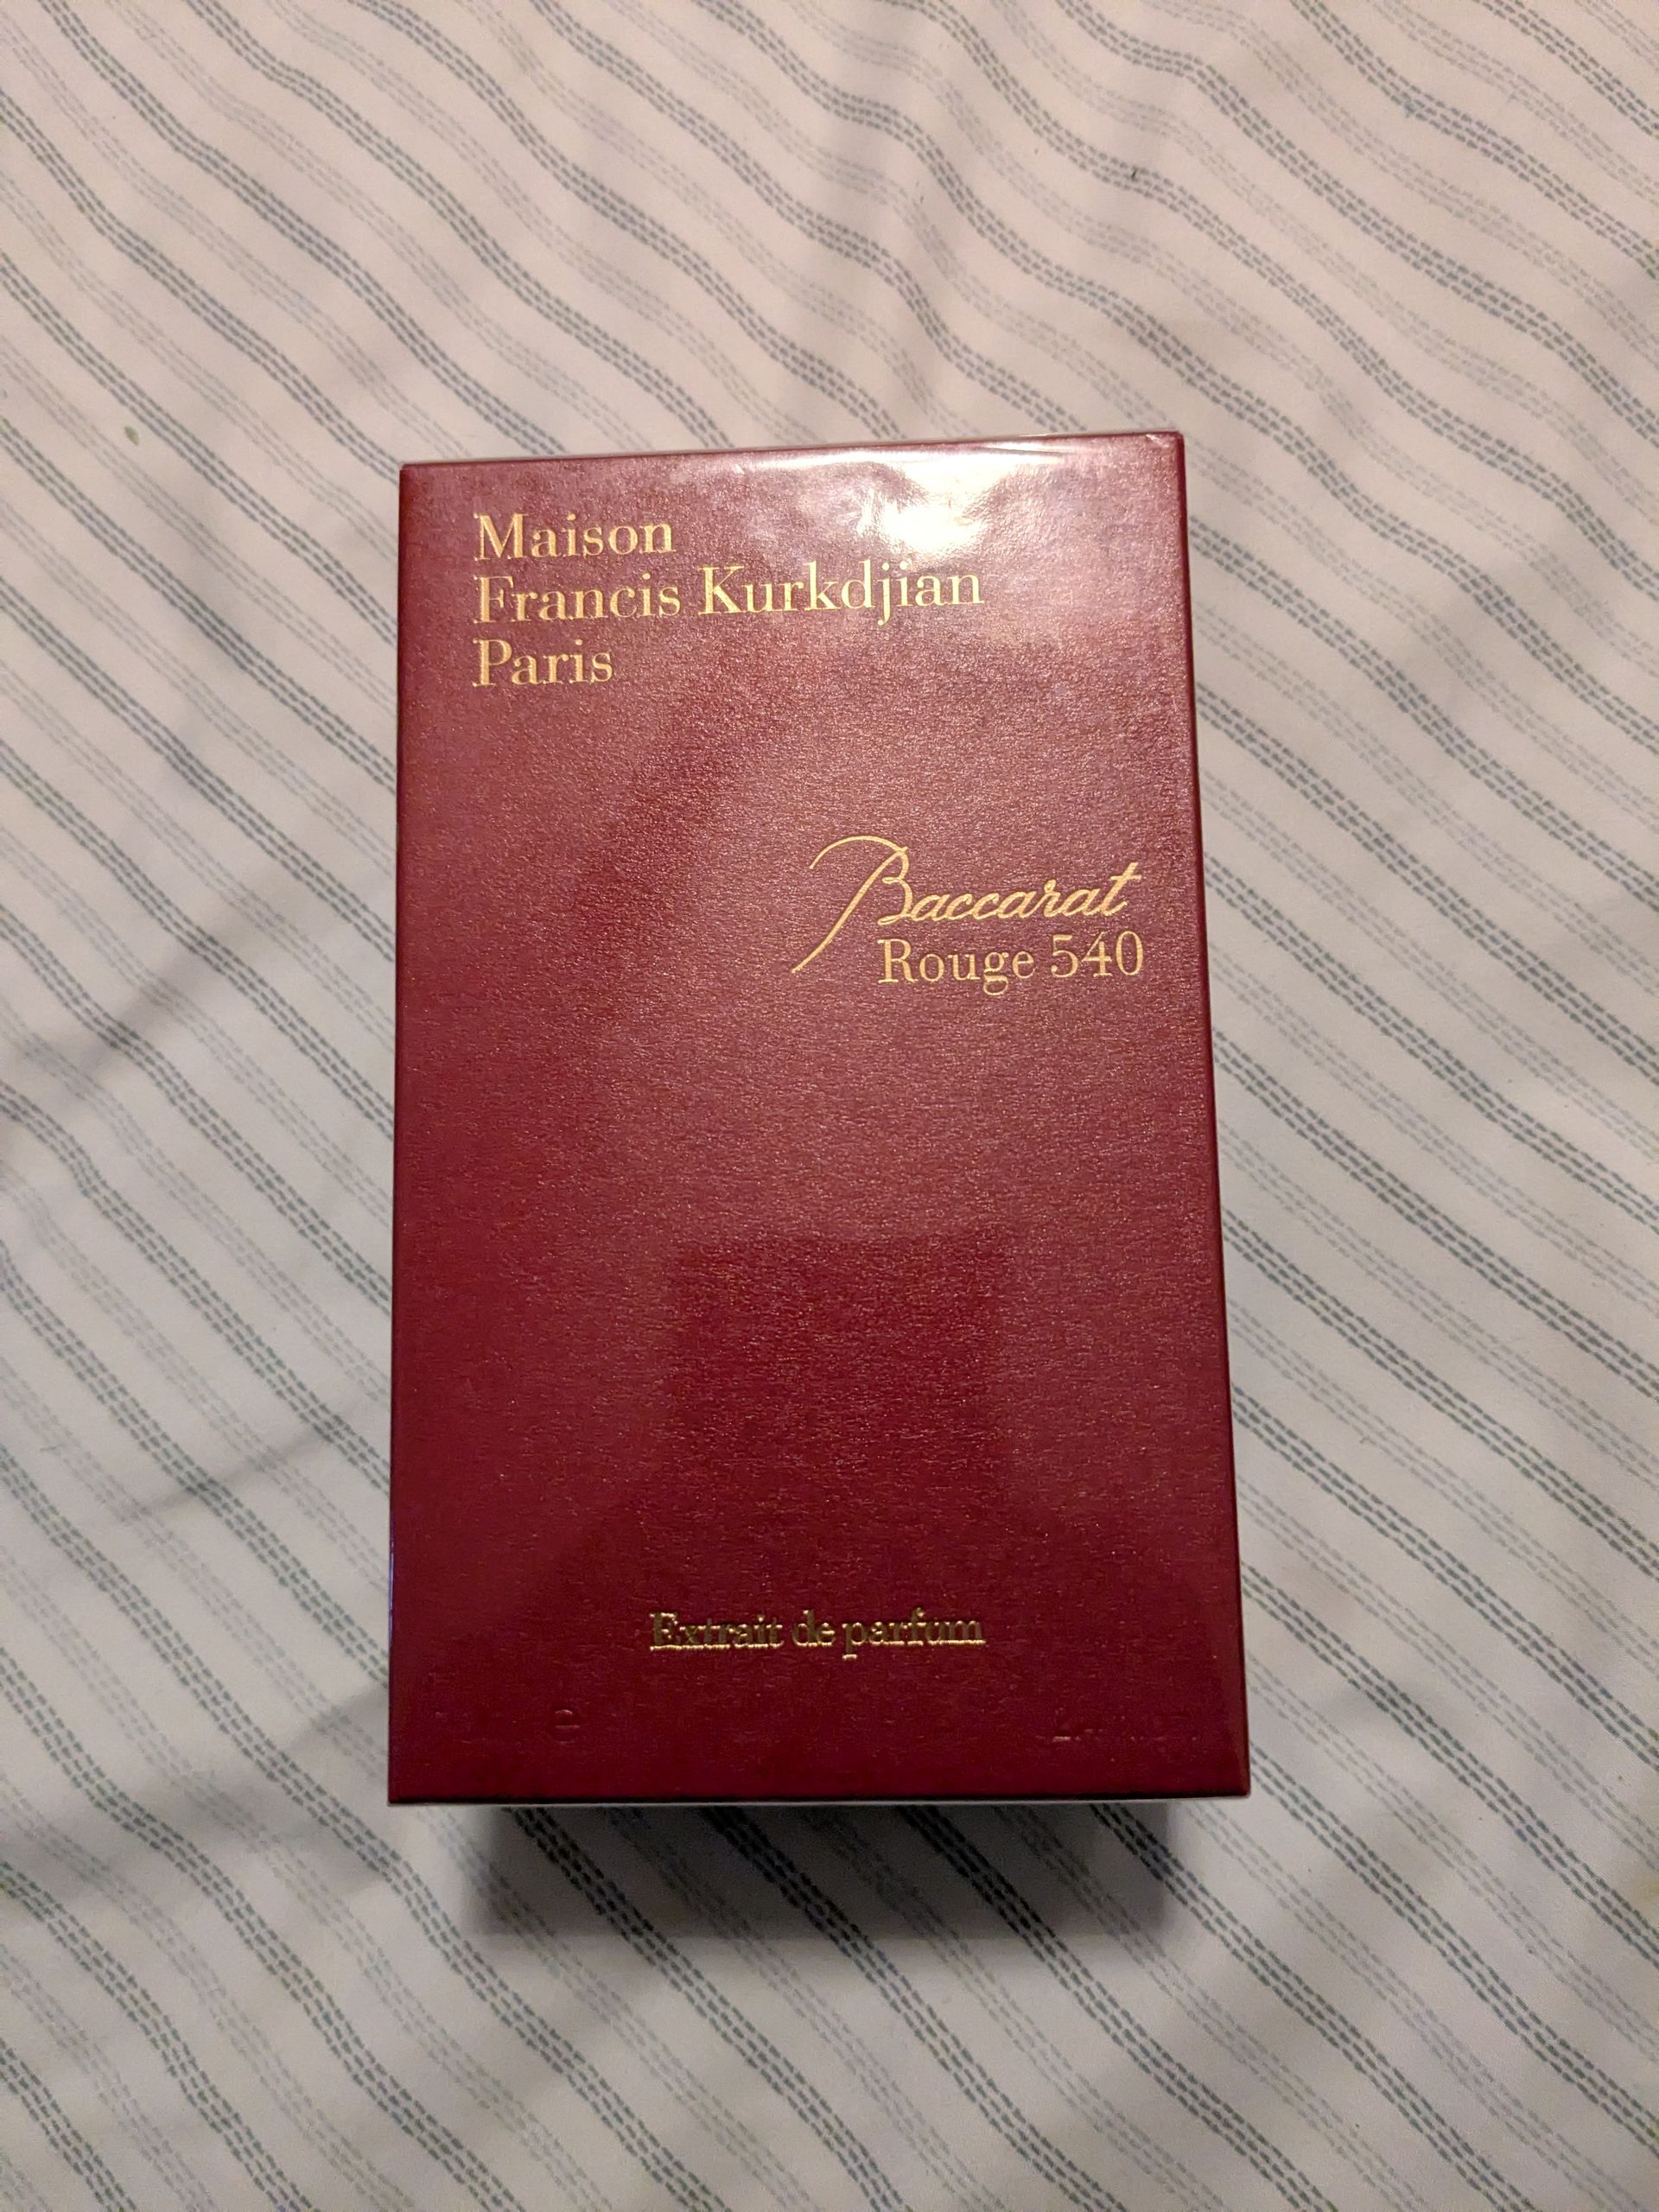 Maison
Francis Kurkdjian
Paris
Baccarat
Rouge 540
Extrait de parfum
e